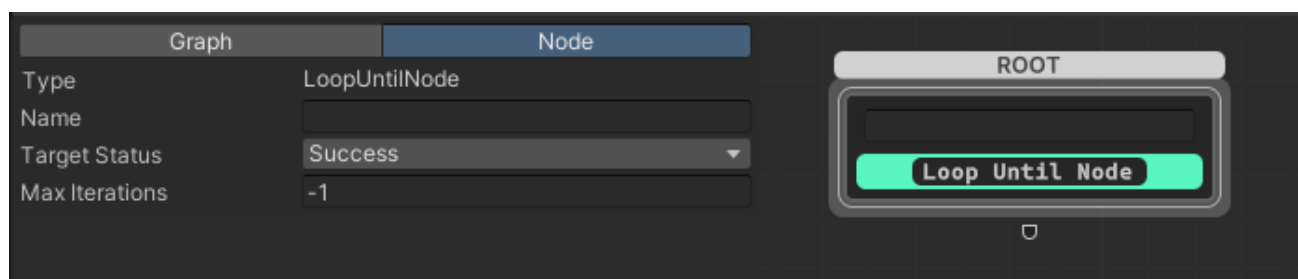 Graph Node
Type LoopUntilNode
Name
Target Status Success
Max Iterations -1
ROOT
Loop Until Node